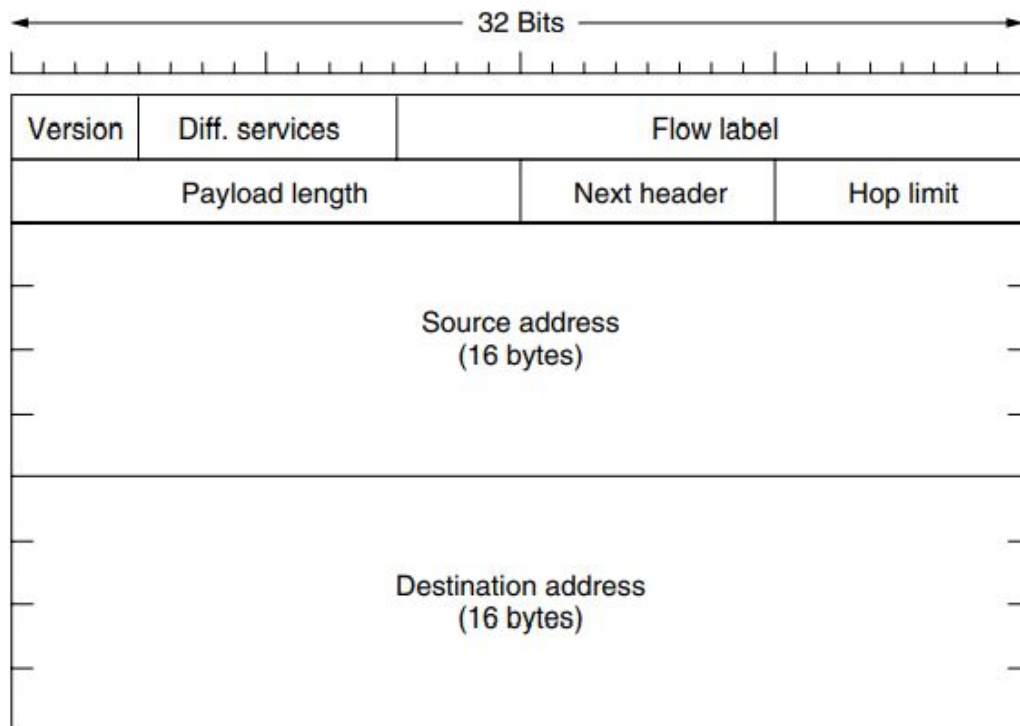 32 Bits
Version Diff. services Flow label
Payload length Next header Hop limit
Source address
(16 bytes)
Destination address
(16 bytes)